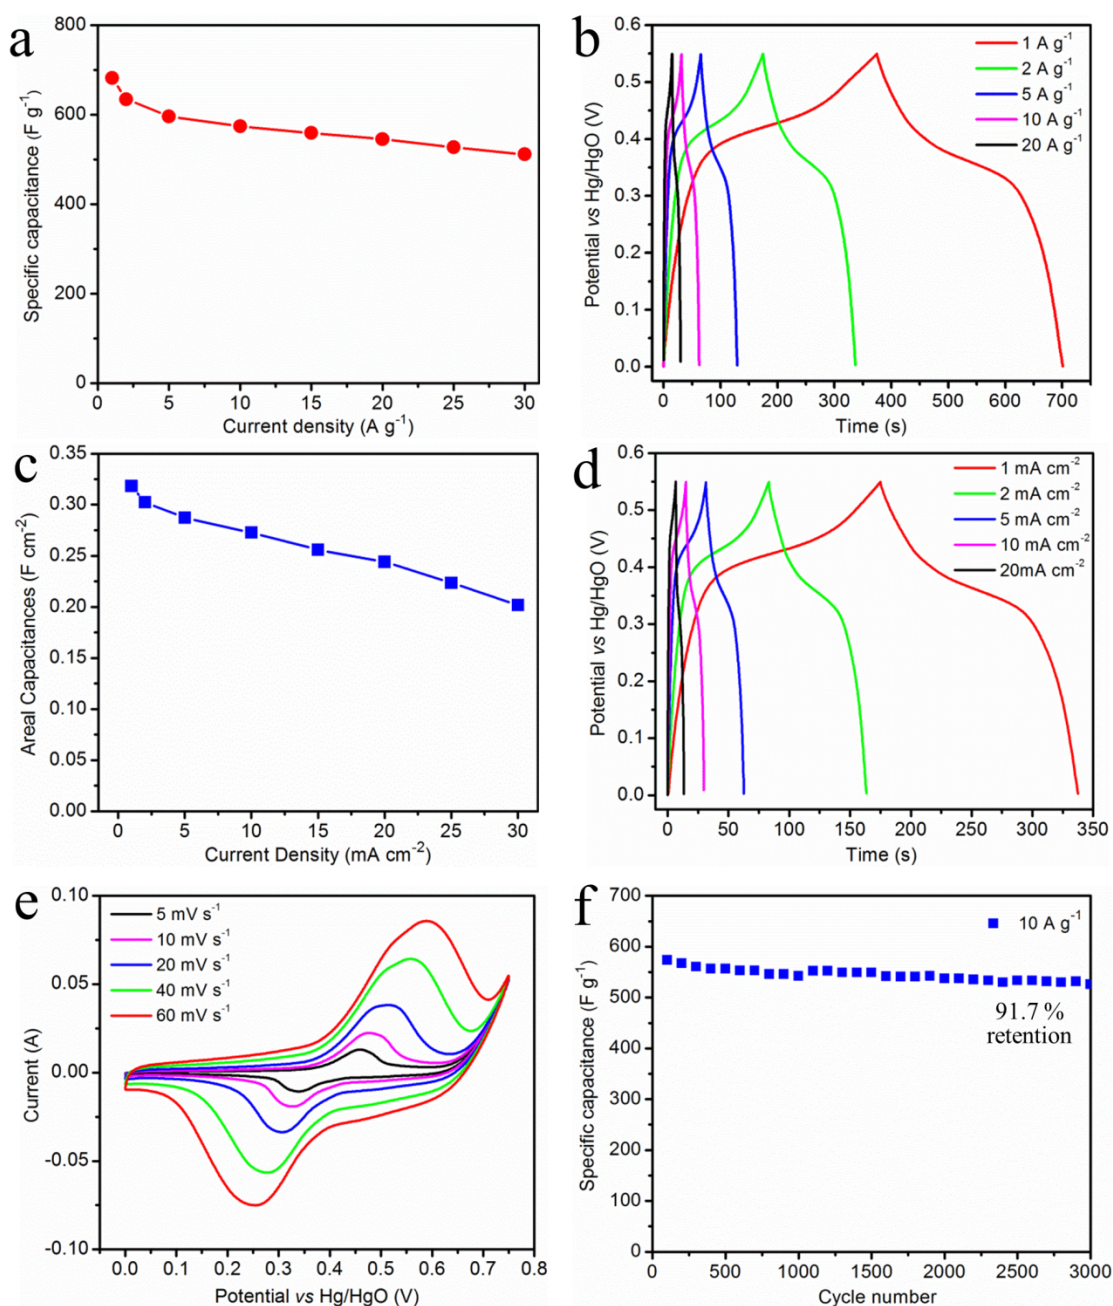 a
800
600
400
200
0
Specific capacitance (F g⁻¹)
0 5 10 15 20 25 30
Current density (A g⁻¹)
b
0.6
0.5
0.4
0.3
0.2
0.1
0.0
Potential vs Hg/HgO (V)
1 A g⁻¹
2 A g⁻¹
5 A g⁻¹
10 A g⁻¹
20 A g⁻¹
0 100 200 300 400 500 600 700
Time (s)
c
0.35
0.30
0.25
0.20
0.15
0.10
0.05
0.00
Areal Capacitances (F cm⁻²)
0 5 10 15 20 25 30
Current Density (mA cm⁻²)
d
0.6
0.5
0.4
0.3
0.2
0.1
0.0
Potential vs Hg/HgO (V)
1 mA cm⁻²
2 mA cm⁻²
5 mA cm⁻²
10 mA cm⁻²
20mA cm⁻²
0 50 100 150 200 250 300 350
Time (s)
e
0.10
0.05
0.00
-0.05
-0.10
Current (A)
5 mV s⁻¹
10 mV s⁻¹
20 mV s⁻¹
40 mV s⁻¹
60 mV s⁻¹
0.0 0.1 0.2 0.3 0.4 0.5 0.6 0.7 0.8
Potential vs Hg/HgO (V)
f
700
600
500
400
300
200
100
0
Specific capacitance (F g⁻¹)
10 A g⁻¹
91.7 %
retention
0 500 1000 1500 2000 2500 3000
Cycle number